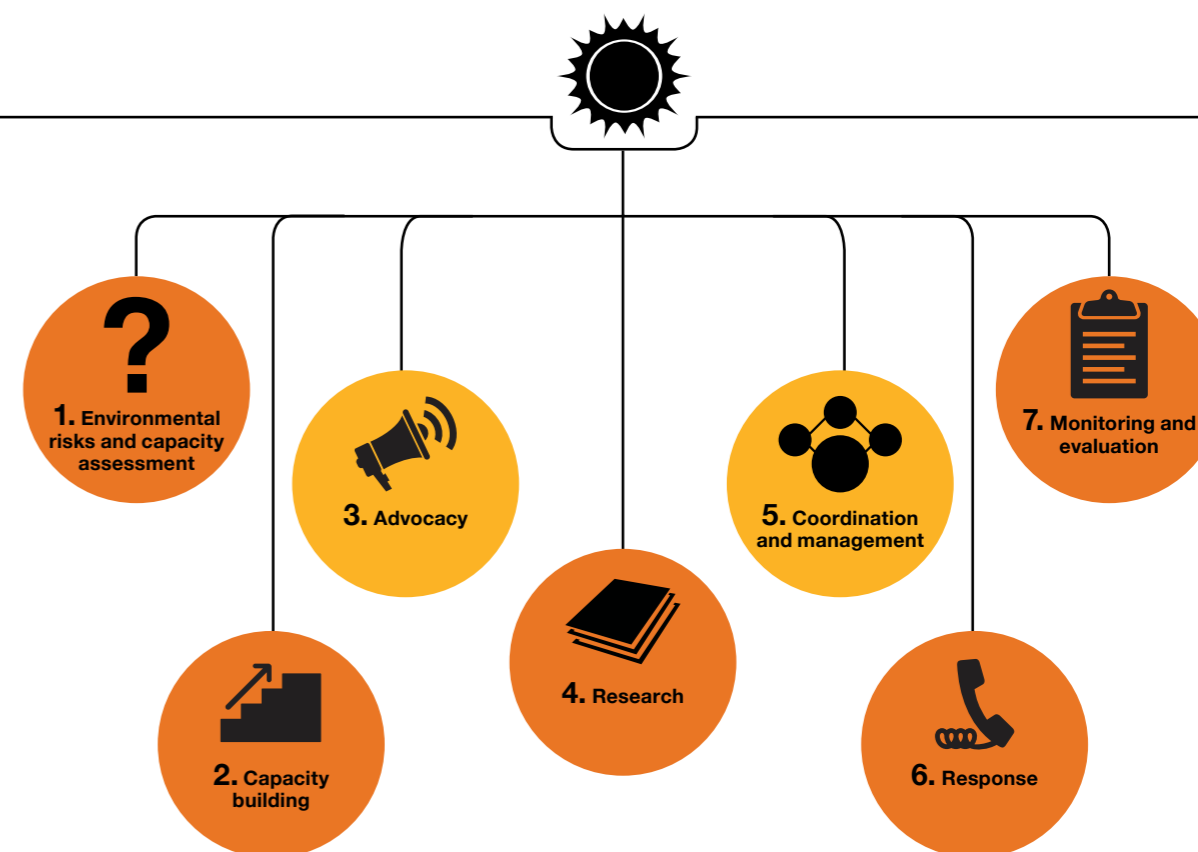 ?
1. Environmental
risks and capacity
assessment
2. Capacity
building
3. Advocacy
4. Research
5. Coordination
and management
6. Response
7. Monitoring and
evaluation